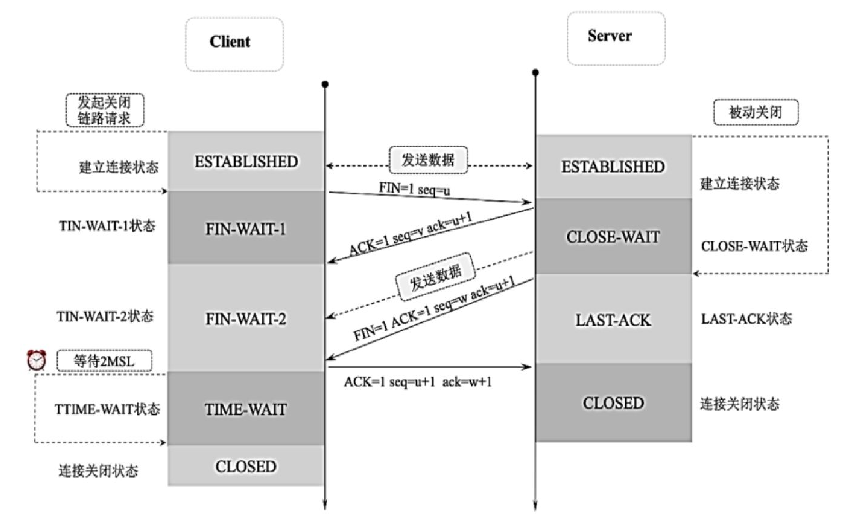 Client
Server
发起关闭
链路请求
被动关闭
建立连接状态
ESTABLISHED
发送数据
ESTABLISHED
建立连接状态
FIN=1 seq=u
TIN-WAIT-1状态
FIN-WAIT-1
ACK=1 seq=v ack=u+1
CLOSE-WAIT
CLOSE-WAIT状态
发送数据
TIN-WAIT-2状态
FIN-WAIT-2
FIN=1 ACK=1 seq=w ack=u+1
LAST-ACK
LAST-ACK状态
等待2MSL
ACK=1 seq=u+1 ack=w+1
TTIME-WAIT状态
TIME-WAIT
CLOSED
连接关闭状态
连接关闭状态
CLOSED